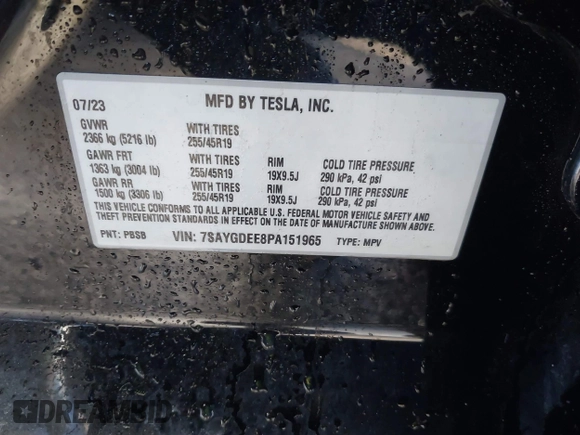 07/23 MFD BY TESLA, INC.
GVWR WITH TIRES
2366 kg (5216 lb) 255/45R19
GAWR FRT WITH TIRES RIM COLD TIRE PRESSURE
1363 kg (3004 lb) 255/45R19 19X9.5J 290 kPa, 42 psi
GAWR RR WITH TIRES RIM COLD TIRE PRESSURE
1500 kg (3306 lb) 255/45R19 19X9.5J 290 kPa, 42 psi
THIS VEHICLE CONFORMS TO ALL APPLICABLE U.S. FEDERAL MOTOR VEHICLE SAFETY AND
THEFT PREVENTION STANDARDS IN EFFECT ON THE DATE OF MANUFACTURE SHOWN ABOVE.
PNT: PBSB VIN: 7SAYGDEE8PA151965 TYPE: MPV
DREAMBID